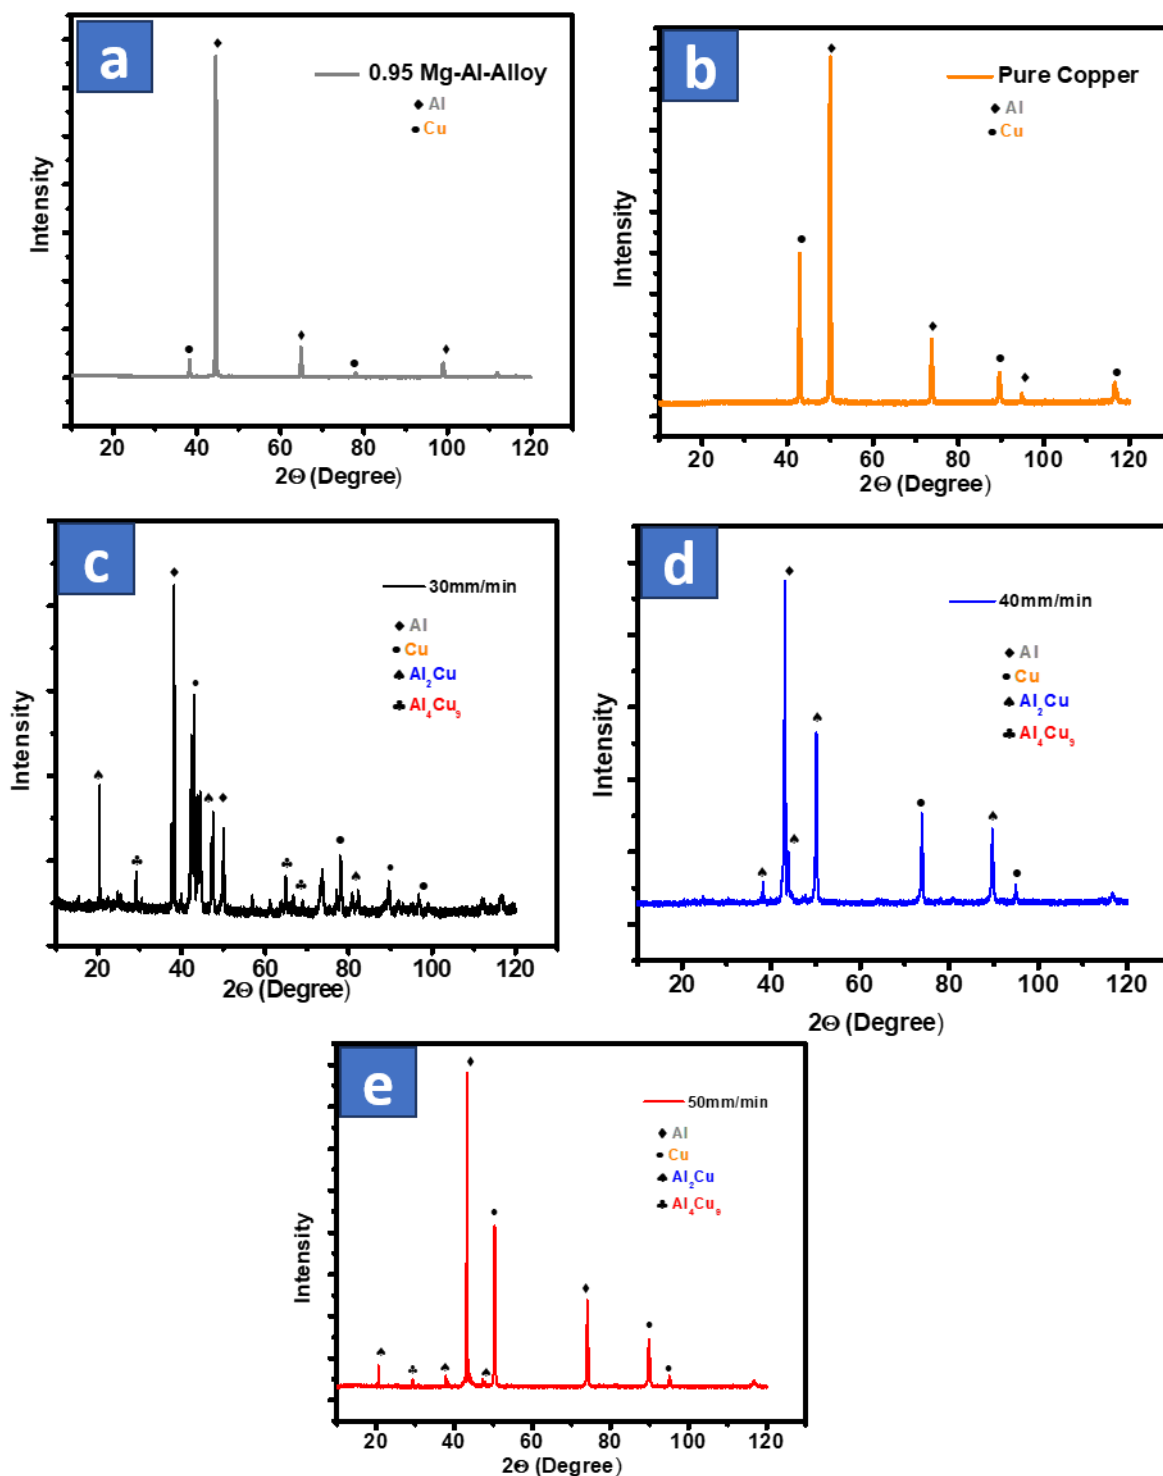 a
0.95 Mg-Al-Alloy
Al
Cu
Intensity
20 40 60 80 100 120
2Θ (Degree)
b
Pure Copper
Al
Cu
Intensity
20 40 60 80 100 120
2Θ (Degree)
c
30mm/min
Al
Cu
Al₂Cu
Al₄Cu₉
Intensity
20 40 60 80 100 120
2Θ (Degree)
d
40mm/min
Al
Cu
Al₂Cu
Al₄Cu₉
Intensity
20 40 60 80 100 120
2Θ (Degree)
e
50mm/min
Al
Cu
Al₂Cu
Al₄Cu₉
Intensity
20 40 60 80 100 120
2Θ (Degree)